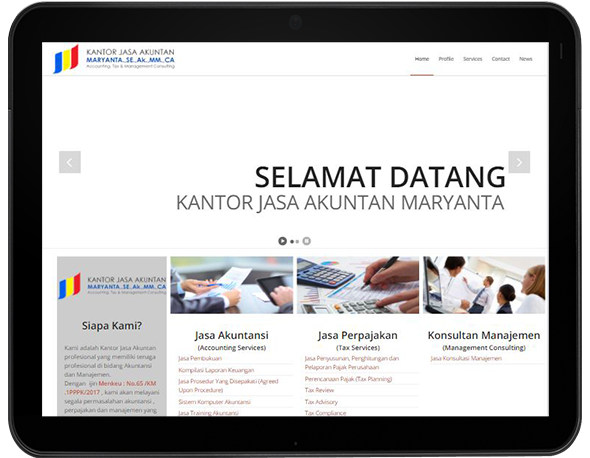 KANTOR JASA AKUNTAN
MARYANTA.,SE.,Ak.,MM.,CA
Accounting, Tax & Management Consulting
Home Profile Services Contact News
SELAMAT DATANG
KANTOR JASA AKUNTAN MARYANTA
KANTOR JASA AKUNTAN
MARYANTA.,SE.,Ak.,MM.,CA
Accounting, Tax & Management Consulting
Siapa Kami?
Kami adalah Kantor Jasa Akuntan
profesional yang memiliki tenaga
profesional di bidang Akuntansi
dan Manajemen.
Dengan ijin Menkeu : No.65 /KM
.1PPPK/2017 , kami akan melayani
segala permasalahan akuntansi ,
perpajakan dan manajemen yang
Jasa Akuntansi
(Accounting Services)
Jasa Pembukuan
Kompilasi Laporan Keuangan
Jasa Prosedur Yang Disepakati (Agreed
Upon Procedure)
Sistem Komputer Akuntansi
Jasa Training Akuntansi
Jasa Perpajakan
(Tax Services)
Jasa Penyusunan, Penghitungan dan
Pelaporan Pajak Perusahaan
Perencanaan Pajak (Tax Planning)
Tax Review
Tax Advisory
Tax Compliance
Konsultan Manajemen
(Management Consulting)
Jasa Konsultasi Manajemen